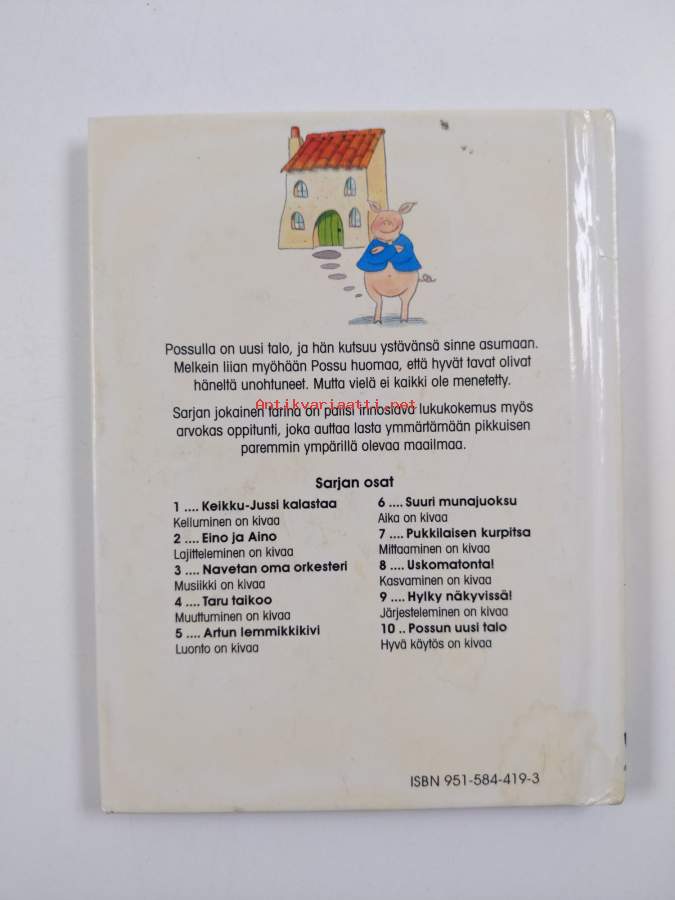 Possulla on uusi talo, ja hän kutsuu ystävänsä sinne asumaan.
Melkein liian myöhään Possu huomaa, että hyvät tavat olivat
häneltä unohtuneet. Mutta vielä ei kaikki ole menetetty.
Antikvariaatti.net
Sarjan jokainen tarina on paitsi innostava lukukokemus myös
arvokas oppitunti, joka auttaa lasta ymmärtämään pikkuisen
paremmin ympärillä olevaa maailmaa.
Sarjan osat
1 .... Keikku-Jussi kalastaa
Kelluminen on kivaa
2 .... Eino ja Aino
Lajitteleminen on kivaa
3 .... Navetan oma orkesteri
Musiikki on kivaa
4 .... Taru taikoo
Muuttuminen on kivaa
5 .... Artun lemmikkikivi
Luonto on kivaa
6 .... Suuri munajuoksu
Aika on kivaa
7 .... Pukkilaisen kurpitsa
Mittaaminen on kivaa
8 .... Uskomatonta!
Kasvaminen on kivaa
9 .... Hylky näkyvissä!
Järjesteleminen on kivaa
10 .. Possun uusi talo
Hyvä käytös on kivaa
ISBN 951-584-419-3